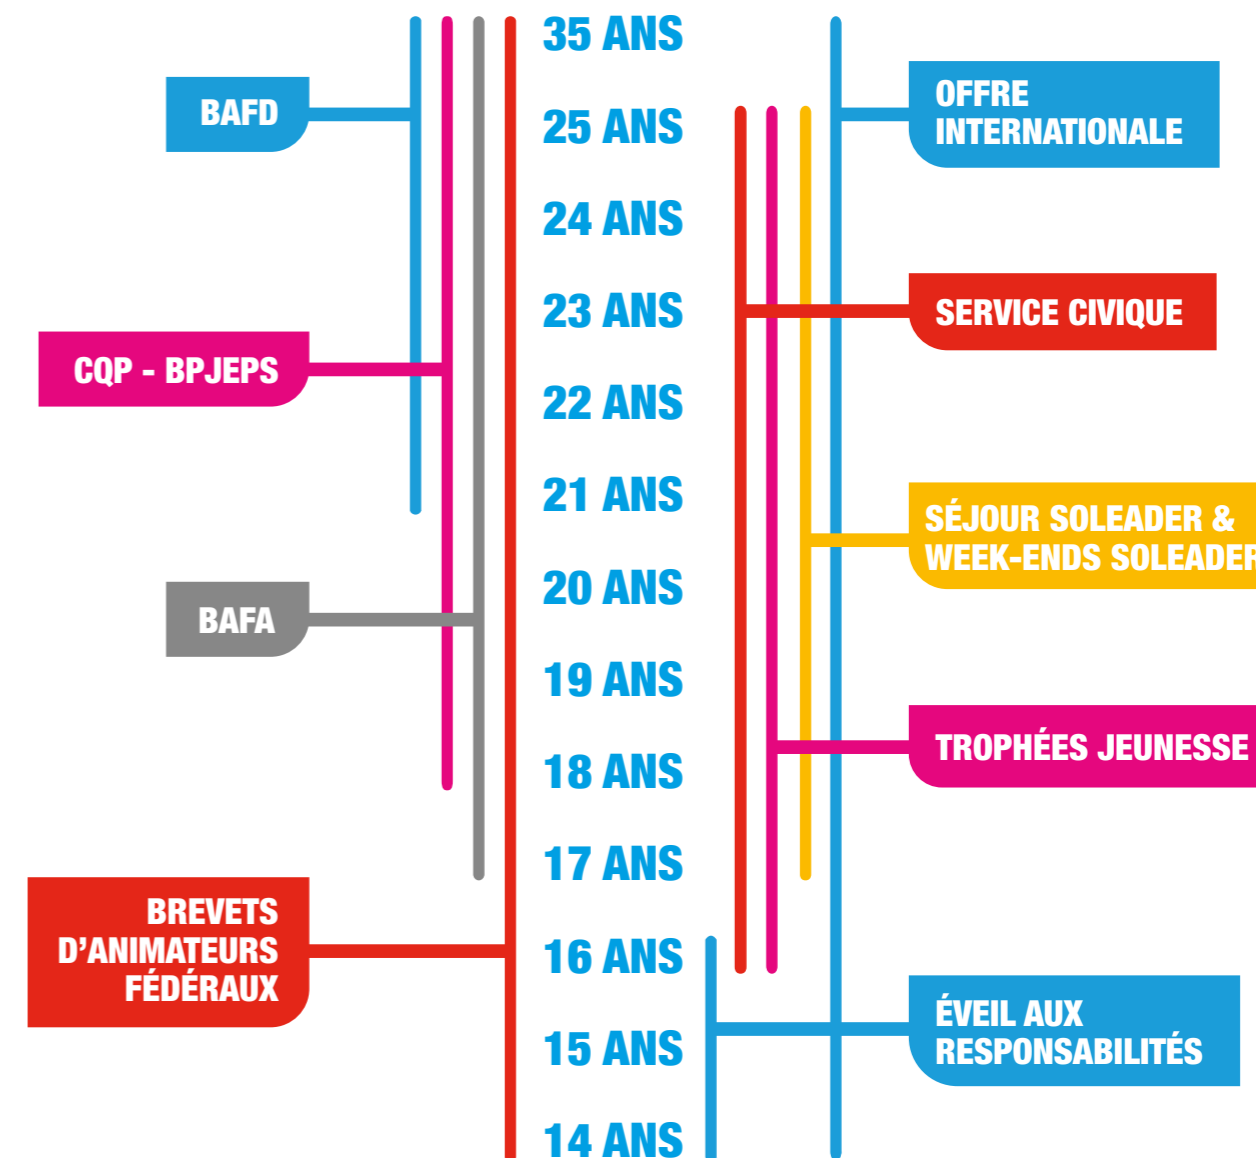 35 ANS
BAFD
25 ANS
OFFRE
INTERNATIONALE
24 ANS
23 ANS
SERVICE CIVIQUE
CQP - BPJEPS
22 ANS
21 ANS
SÉJOUR SOLEADER &
WEEK-ENDS SOLEADER
20 ANS
BAFA
19 ANS
TROPHÉES JEUNESSE
18 ANS
17 ANS
BREVETS
D'ANIMATEURS
FÉDÉRAUX
16 ANS
ÉVEIL AUX
RESPONSABILITÉS
15 ANS
14 ANS